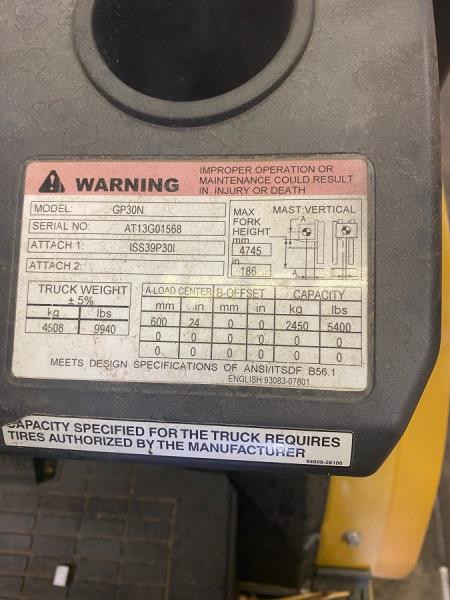 WARNING
IMPROPER OPERATION OR
MAINTENANCE COULD RESULT
IN INJURY OR DEATH
MODEL: GP30N
SERIAL NO: AT13G01568
ATTACH 1: ISS39P30I
ATTACH 2:
MAX
FORK
HEIGHT
mm
4745
in
186
MAST:VERTICAL
A
B
A
TRUCK WEIGHT
± 5%
kg lbs
4508 9940
A-LOAD CENTER B-OFFSET CAPACITY
mm in mm in kg lbs
600 24 0 0 2450 5400
0 0 0 0 0 0
0 0 0 0 0 0
MEETS DESIGN SPECIFICATIONS OF ANSI/ITSDF B56.1
ENGLISH 93083-07801
CAPACITY SPECIFIED FOR THE TRUCK REQUIRES
TIRES AUTHORIZED BY THE MANUFACTURER
94009-28100